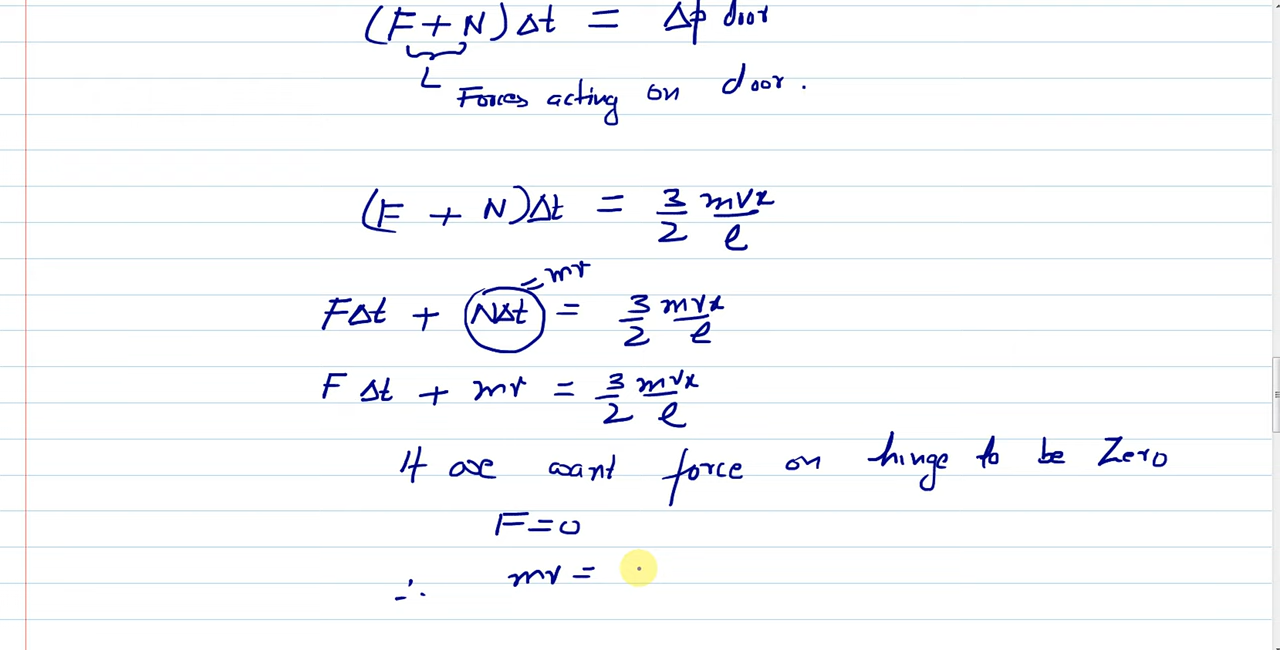 (F + N) Δt = Δp door
Forces acting on door.
(F + N)Δt = 3/2 mvx/l
= mv
FΔt + NΔt = 3/2 mvx/l
F Δt + mv = 3/2 mvx/l
If we want force on hinge to be Zero
F = 0
∴ mv =